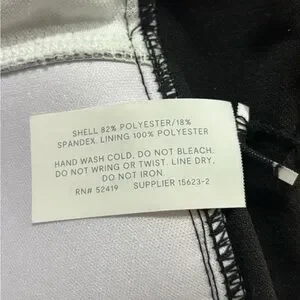 SHELL 82% POLYESTER/18%
SPANDEX. LINING 100% POLYESTER
HAND WASH COLD. DO NOT BLEACH.
DO NOT WRING OR TWIST. LINE DRY.
DO NOT IRON.
RN# 52419 SUPPLIER 15623-2